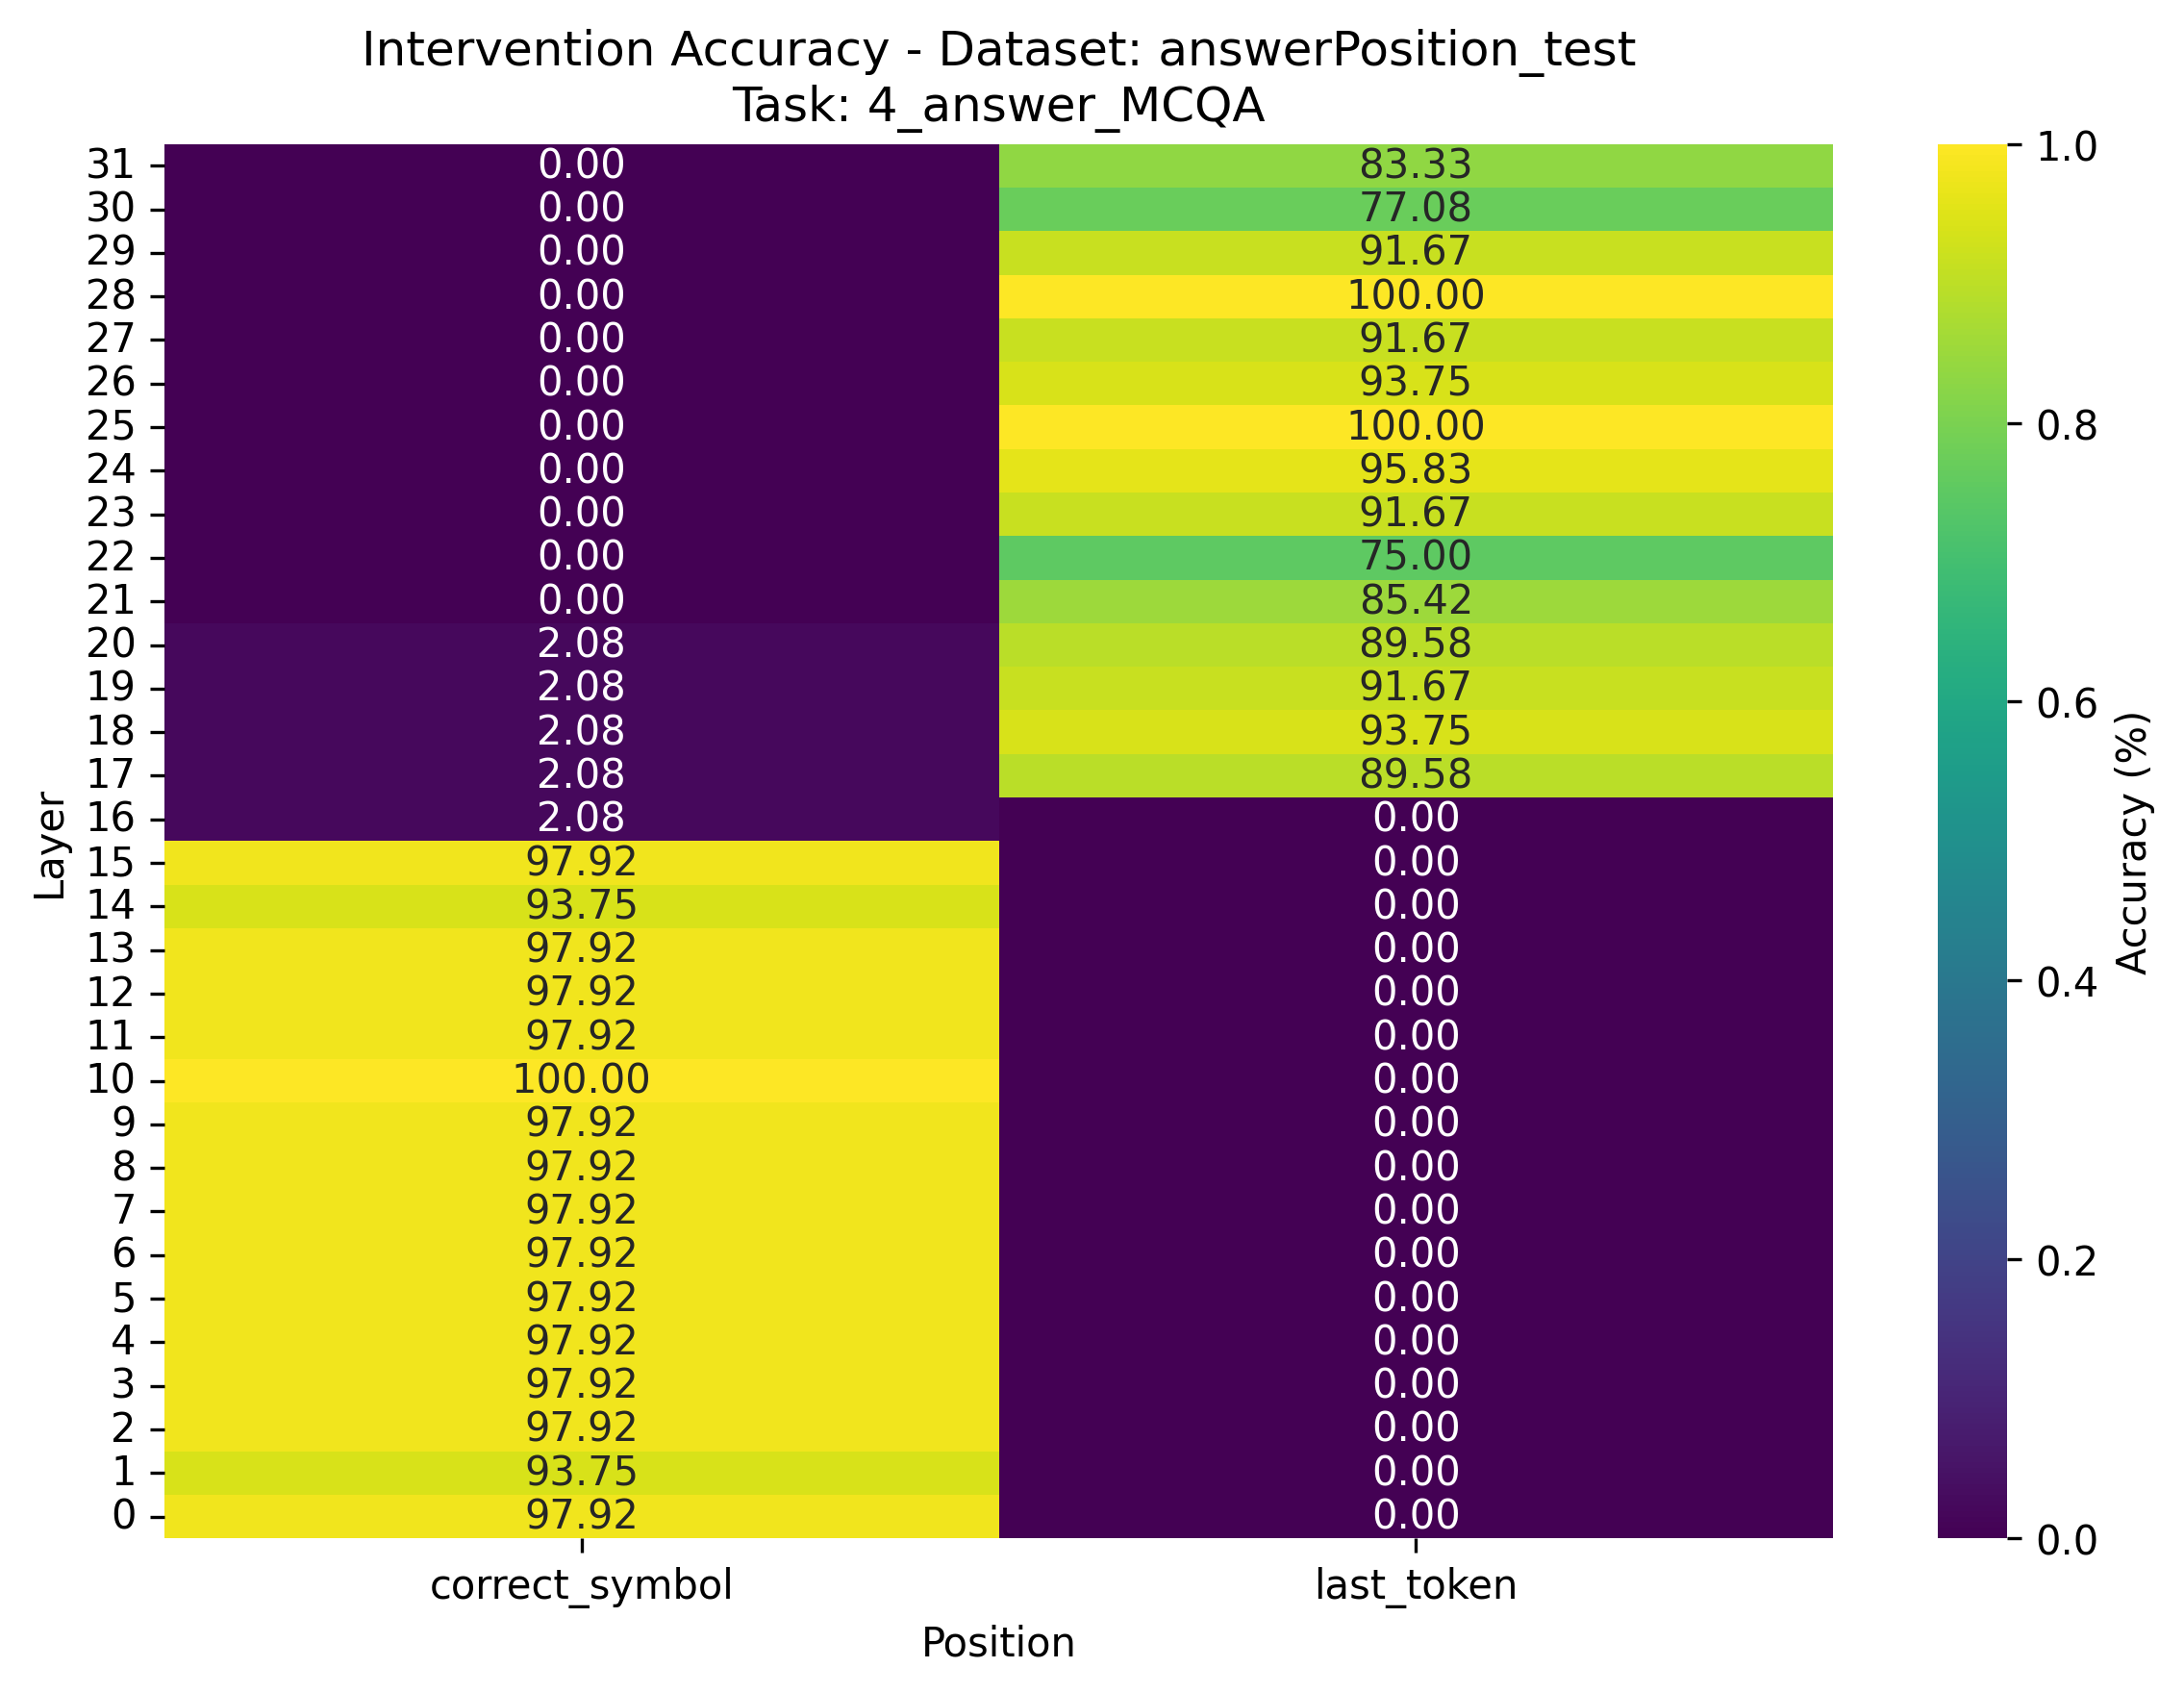 Intervention Accuracy - Dataset: answerPosition_test
Task: 4_answer_MCQA
31 0.00 83.33
30 0.00 77.08
29 0.00 91.67
28 0.00 100.00
27 0.00 91.67
26 0.00 93.75
25 0.00 100.00
24 0.00 95.83
23 0.00 91.67
22 0.00 75.00
21 0.00 85.42
20 2.08 89.58
19 2.08 91.67
18 2.08 93.75
17 2.08 89.58
16 2.08 0.00
15 97.92 0.00
14 93.75 0.00
13 97.92 0.00
12 97.92 0.00
11 97.92 0.00
10 100.00 0.00
9 97.92 0.00
8 97.92 0.00
7 97.92 0.00
6 97.92 0.00
5 97.92 0.00
4 97.92 0.00
3 97.92 0.00
2 97.92 0.00
1 93.75 0.00
0 97.92 0.00
correct_symbol last_token
Position
Layer
1.0
0.8
0.6
0.4
0.2
0.0
Accuracy (%)